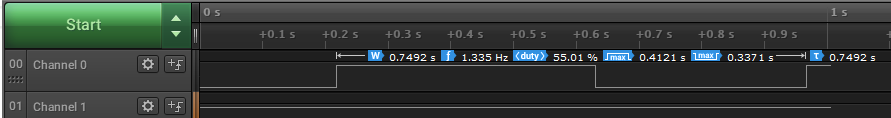 Start
0 s 1 s
+0.1 s +0.2 s +0.3 s +0.4 s +0.5 s +0.6 s +0.7 s +0.8 s +0.9 s
00 Channel 0 W 0.7492 s f 1.335 Hz duty 55.01 % max 0.4121 s max 0.3371 s τ 0.7492 s
01 Channel 1